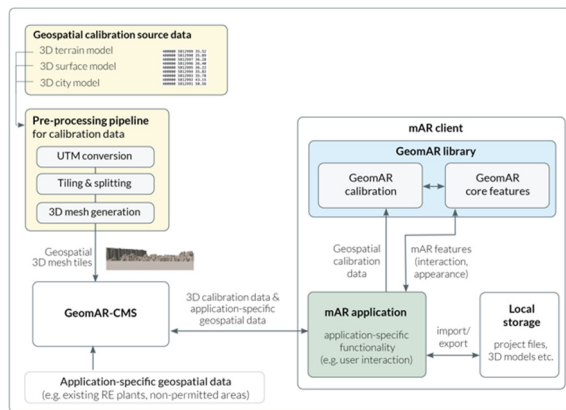 Geospatial calibration source data
3D terrain model
3D surface model
3D city model
Pre-processing pipeline
for calibration data
UTM conversion
Tiling & splitting
3D mesh generation
Geospatial
3D mesh tiles
GeomAR-CMS
Application-specific geospatial data
(e.g. existing RE plants, non-permitted areas)
3D calibration data &
application-specific
geospatial data
mAR client
GeomAR library
GeomAR
calibration
GeomAR
core features
Geospatial
calibration
data
mAR features
(interaction,
appearance)
mAR application
application-specific
functionality
(e.g. user interaction)
import/
export
Local
storage
project files,
3D models etc.